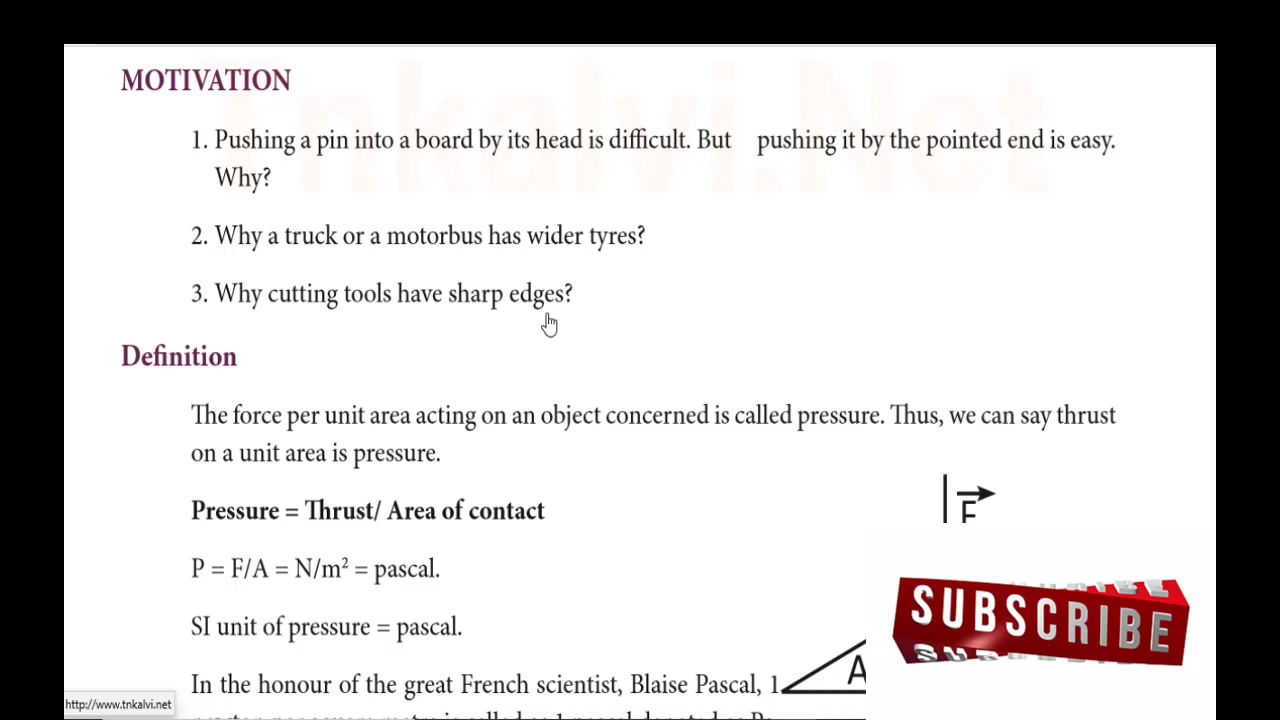 Tnkalvi.Net
MOTIVATION
1. Pushing a pin into a board by its head is difficult. But pushing it by the pointed end is easy.
Why?
2. Why a truck or a motorbus has wider tyres?
3. Why cutting tools have sharp edges?
Definition
The force per unit area acting on an object concerned is called pressure. Thus, we can say thrust
on a unit area is pressure.
Pressure = Thrust/ Area of contact
F
P = F/A = N/m² = pascal.
SUBSCRIBE
SI unit of pressure = pascal.
A
In the honour of the great French scientist, Blaise Pascal, 1
http://www.tnkalvi.net